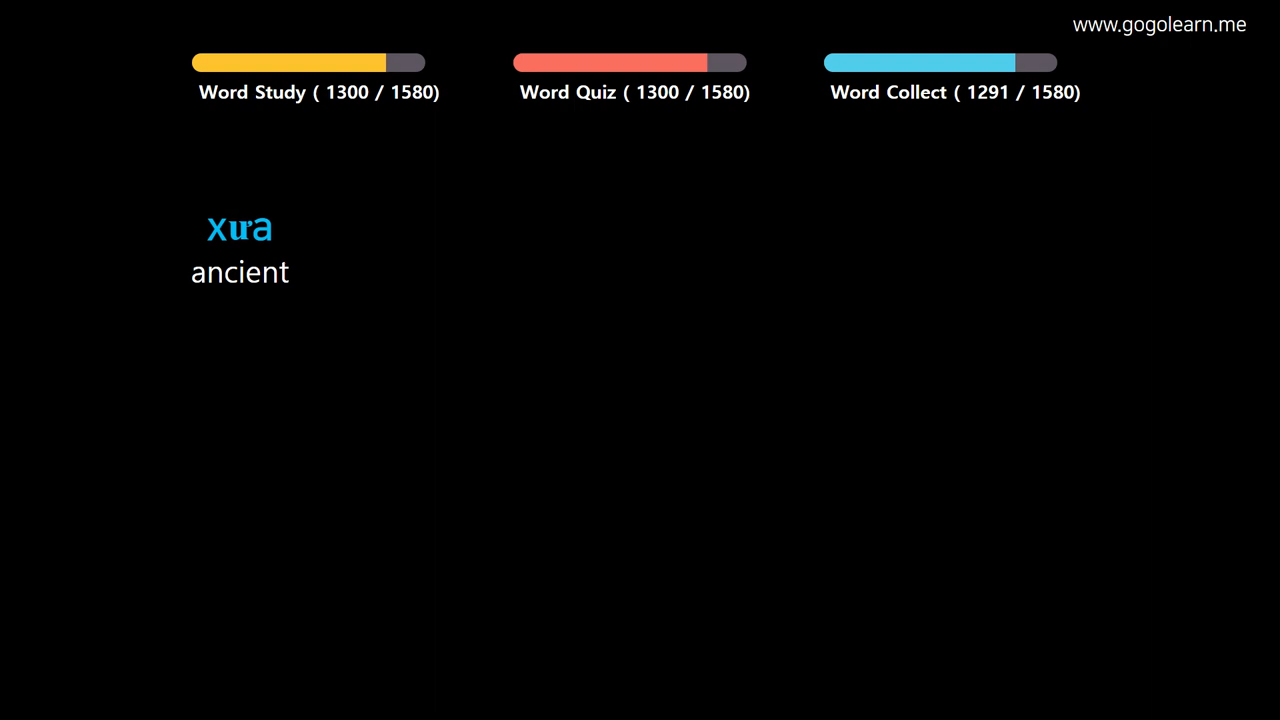 www.gogolearn.me
Word Study ( 1300 / 1580)
Word Quiz ( 1300 / 1580)
Word Collect ( 1291 / 1580)
xưa
ancient